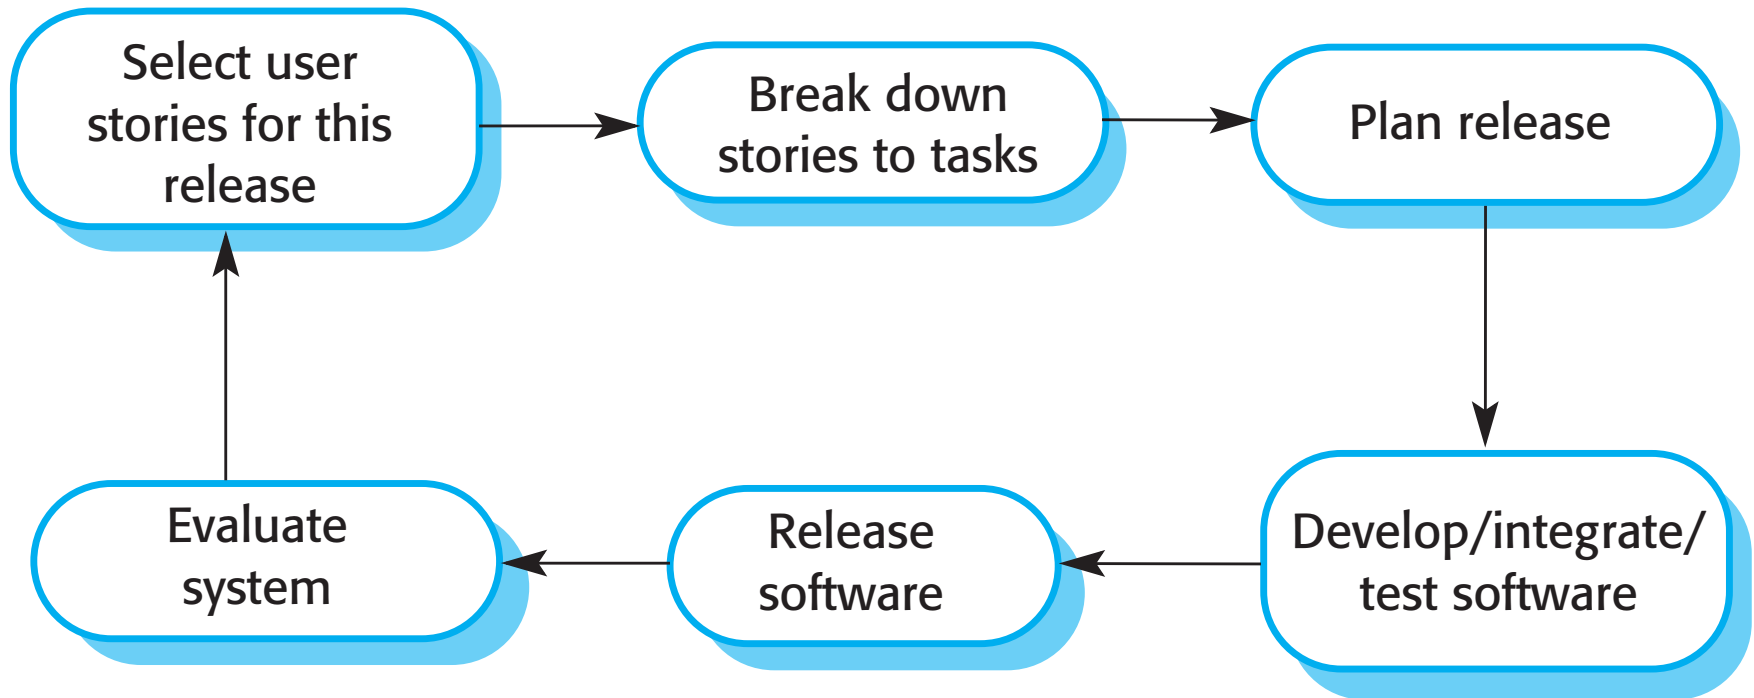 Select user
stories for this
release
Break down
stories to tasks
Plan release
Evaluate
system
Release
software
Develop/integrate/
test software